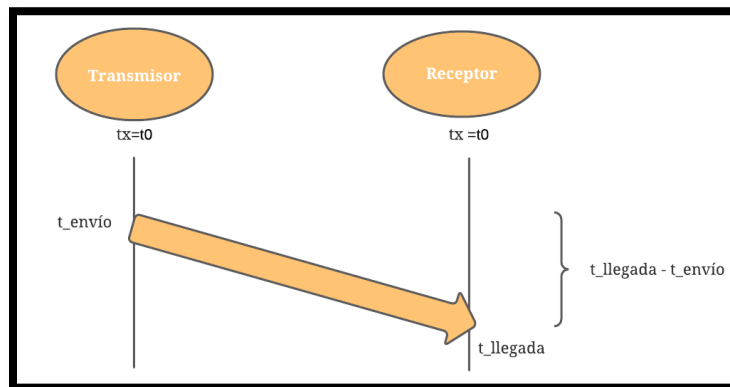 Transmisor
Receptor
tx=t0
tx =t0
t_envío
t_llegada - t_envío
t_llegada